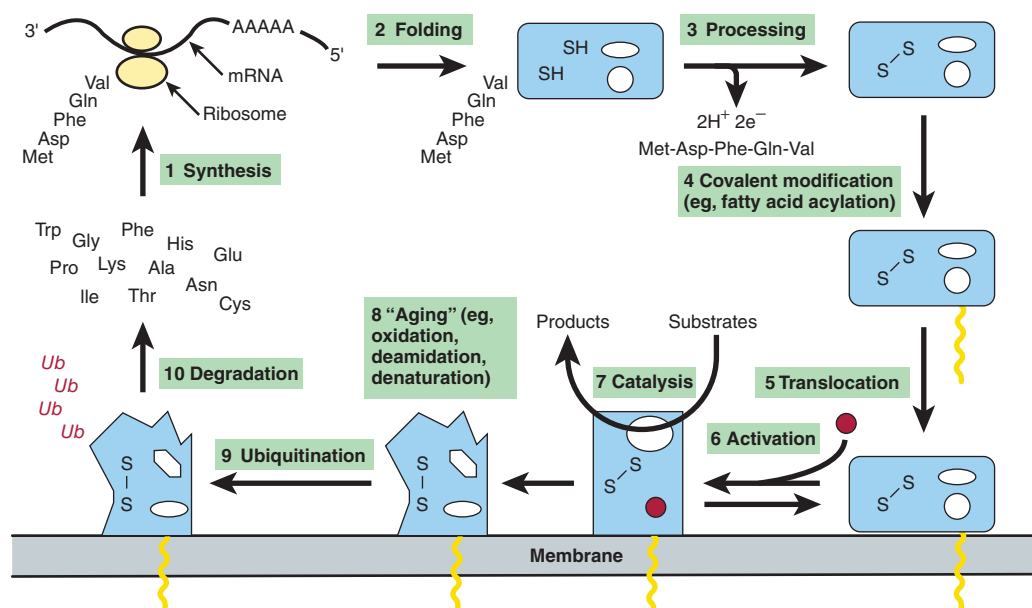 3'
AAAAA
5'
mRNA
Ribosome
Val
Gln
Phe
Asp
Met
1 Synthesis
2 Folding
Val
Gln
Phe
Asp
Met
SH
SH
3 Processing
2H⁺ 2e⁻
Met-Asp-Phe-Gln-Val
S
S
4 Covalent modification
(eg, fatty acid acylation)
S
S
Trp
Gly
Phe
His
Glu
Pro
Lys
Ala
Asn
Ile
Thr
Cys
5 Translocation
6 Activation
S
S
Products
Substrates
7 Catalysis
S
S
8 “Aging” (eg,
oxidation,
deamidation,
denaturation)
S
S
9 Ubiquitination
10 Degradation
Ub
Ub
Ub
Ub
S
S
Membrane